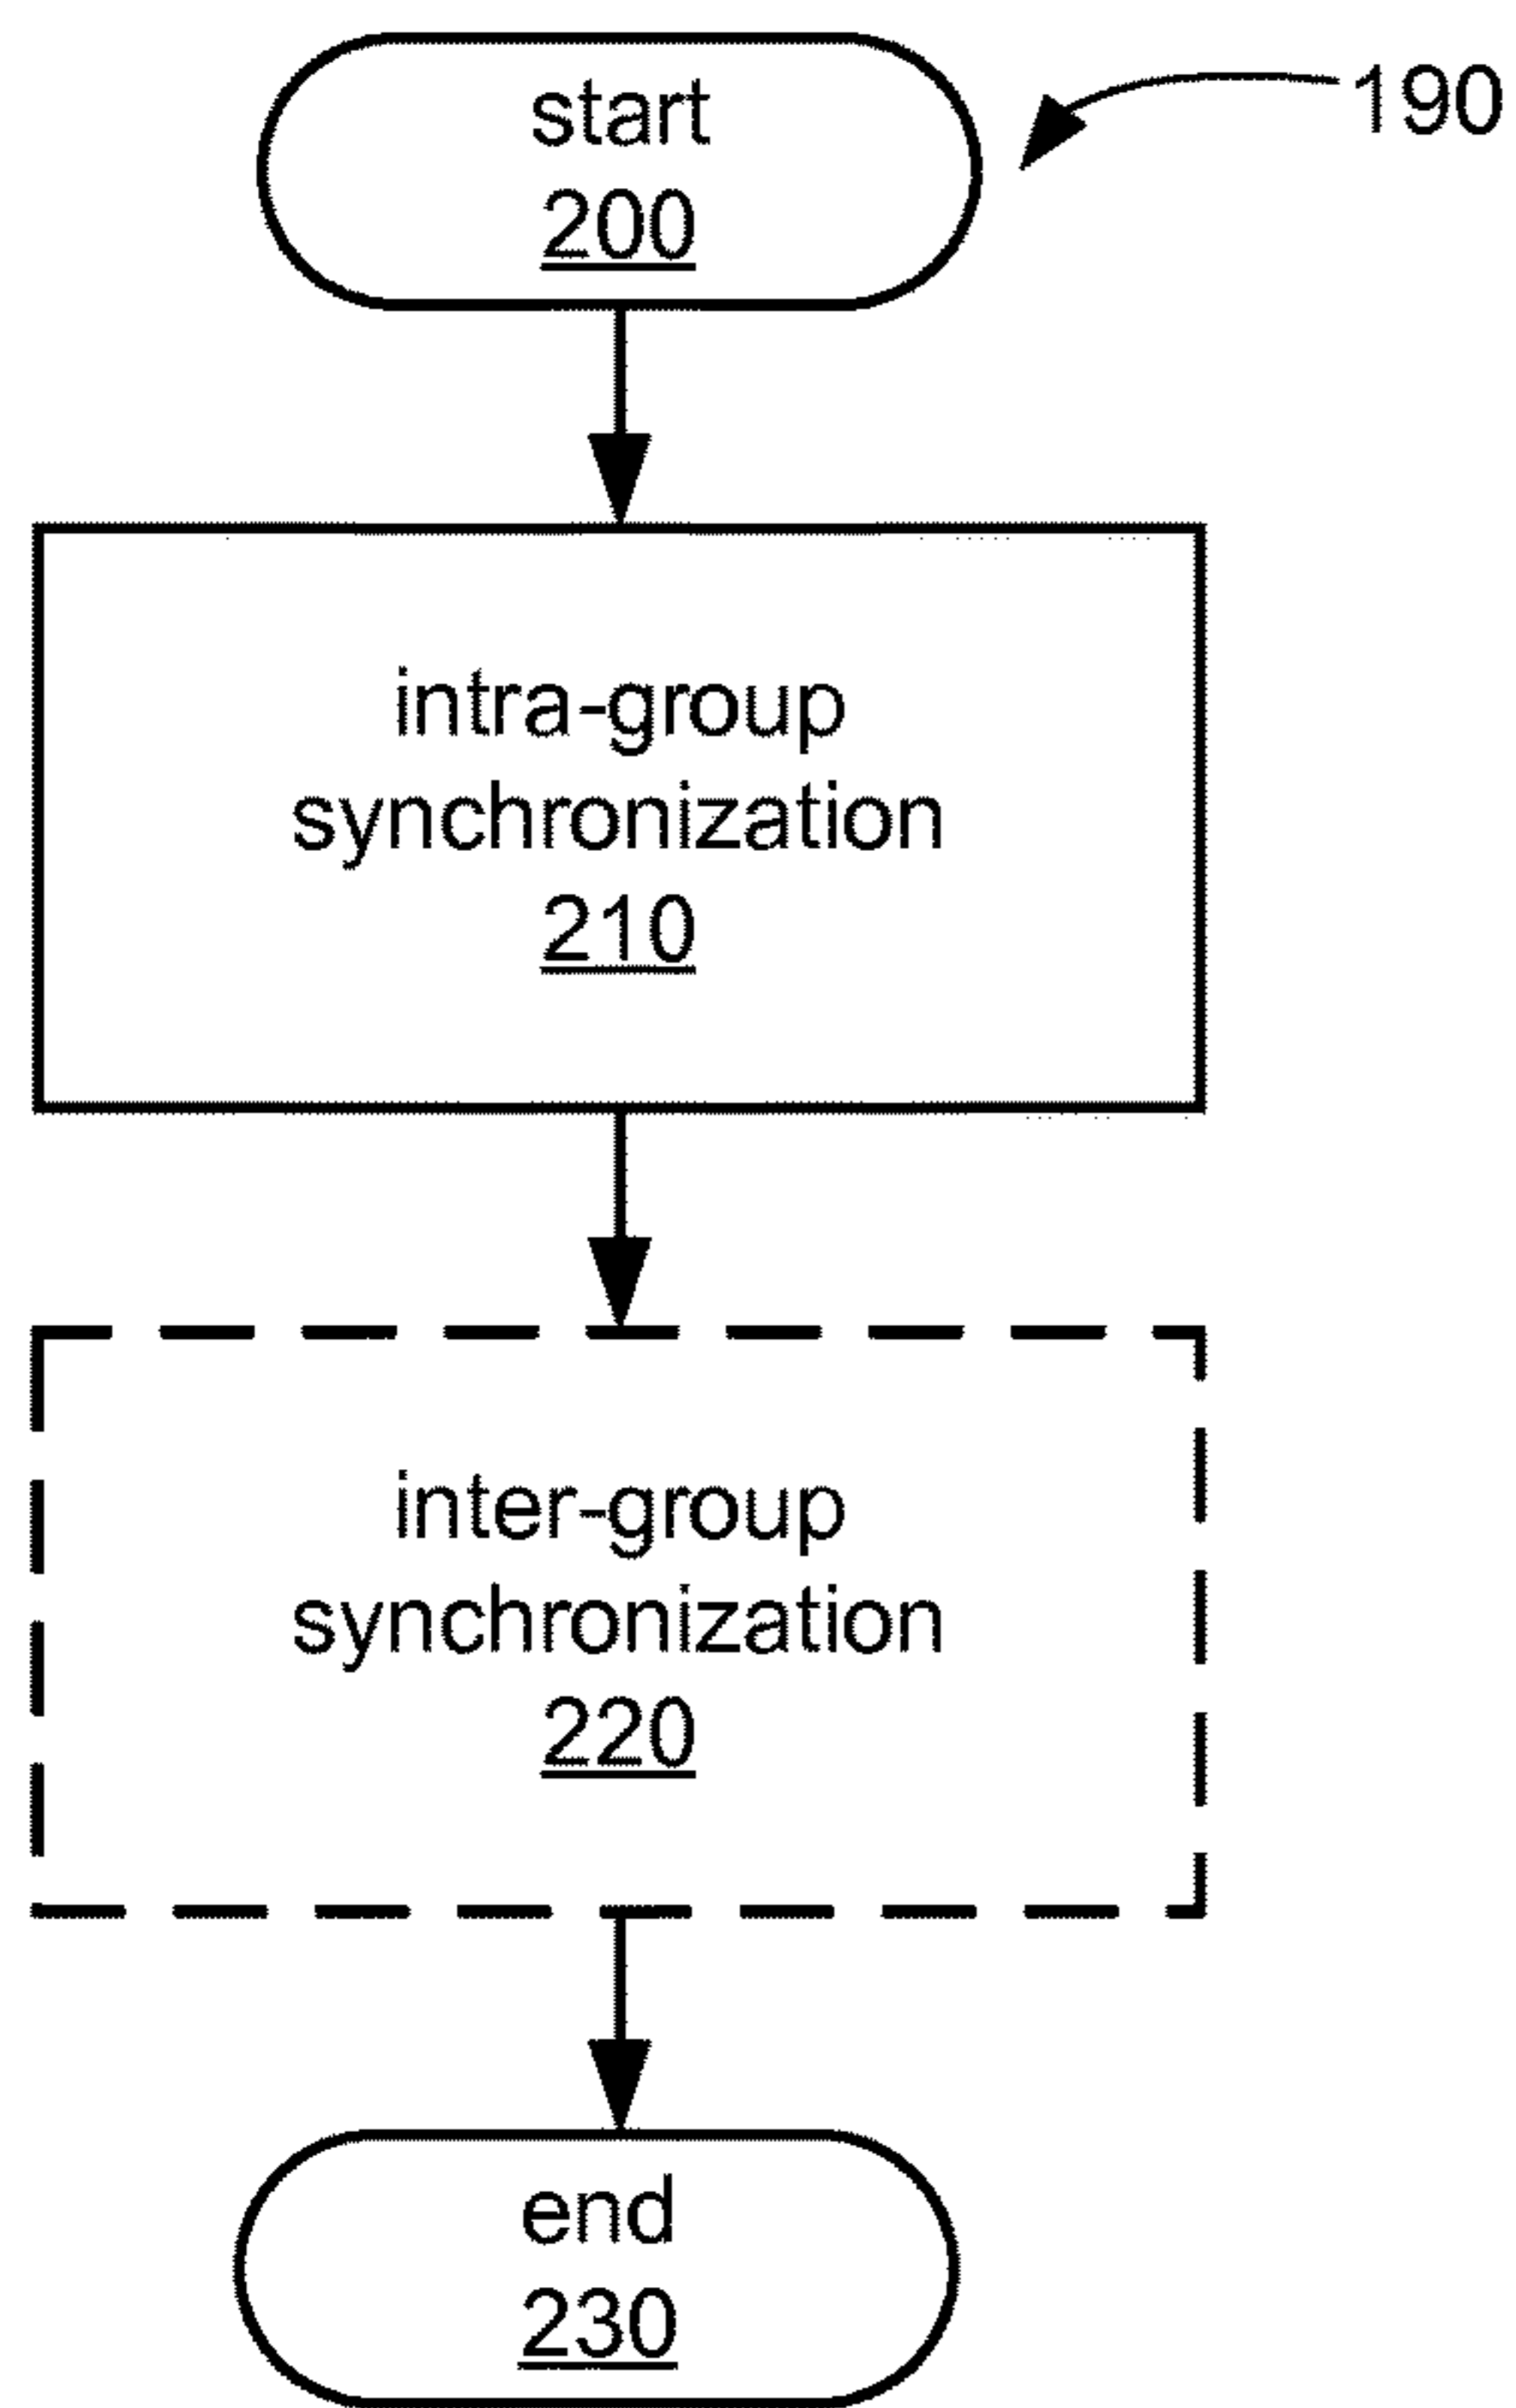 start
200
190
intra-group
synchronization
210
inter-group
synchronization
220
end
230